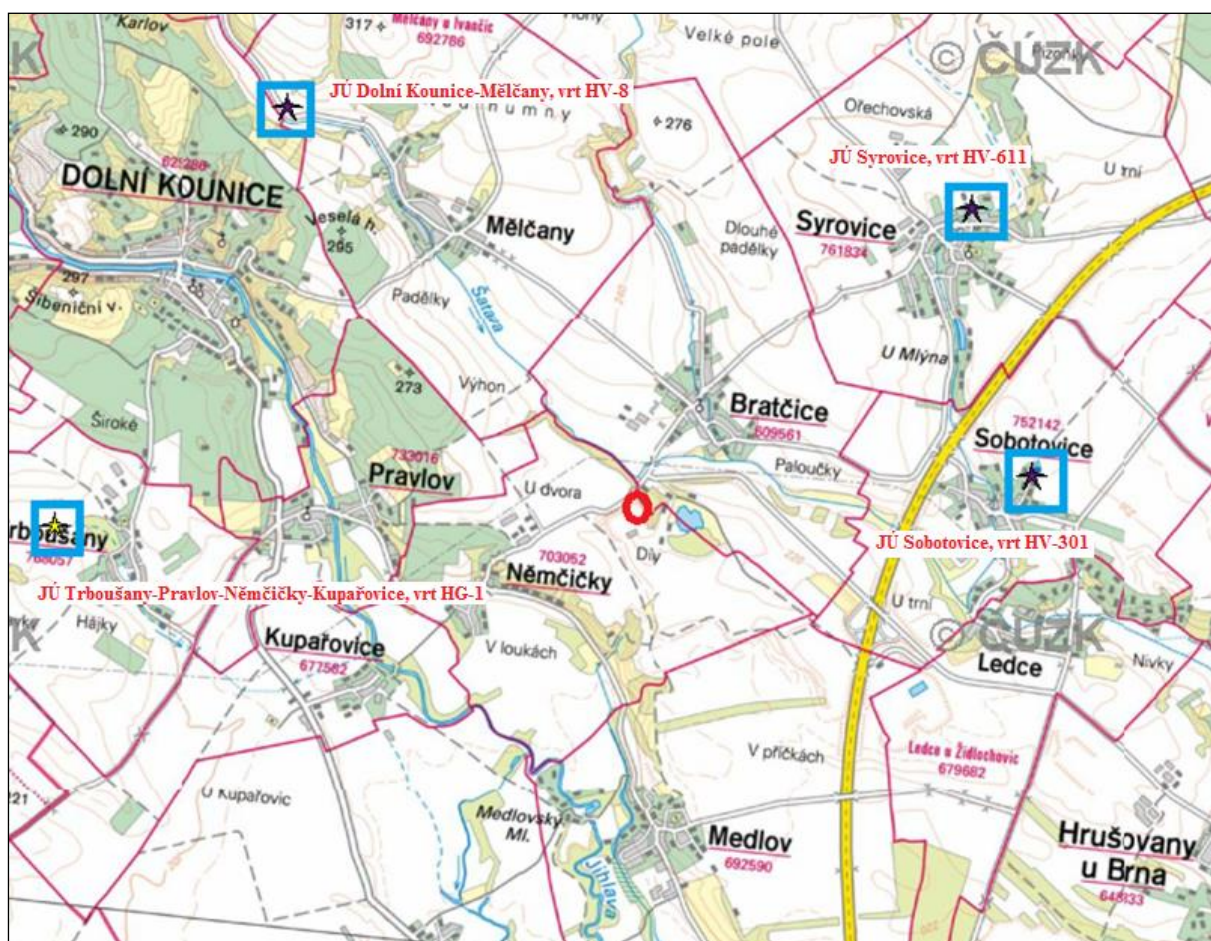 Karlov
317
Mělčany u Ivančic
692786
Velké pole
© ČÚZK
JÚ Dolní Kounice-Mělčany, vrt HV-8
Ořechovská
290
276
JÚ Syrovice, vrt HV-611
U trní
DOLNÍ KOUNICE
Veselá h.
295
Mělčany
Dlouhé
padělky
Syrovice
761834
297
Šibeniční v.
Padělky
Šatava
U Mlýna
273
Výhon
Široké
Bratčice
609561
752142
Sobotovice
733016
Pravlov
U dvora
Paloučky
703052
Němčičky
Díly
JÚ Sobotovice, vrt HV-301
JÚ Trboušany-Pravlov-Němčičky-Kupařovice, vrt HG-1
U trní
Hájky
Kupařovice
677562
V loukách
© ČÚZK
Ledce
Nivky
V příčkách
Ledce u Židlochovic
679682
U Kupařovic
221
Medlovský
Ml.
Medlov
692590
Jihlava
Hrušovany
u Brna